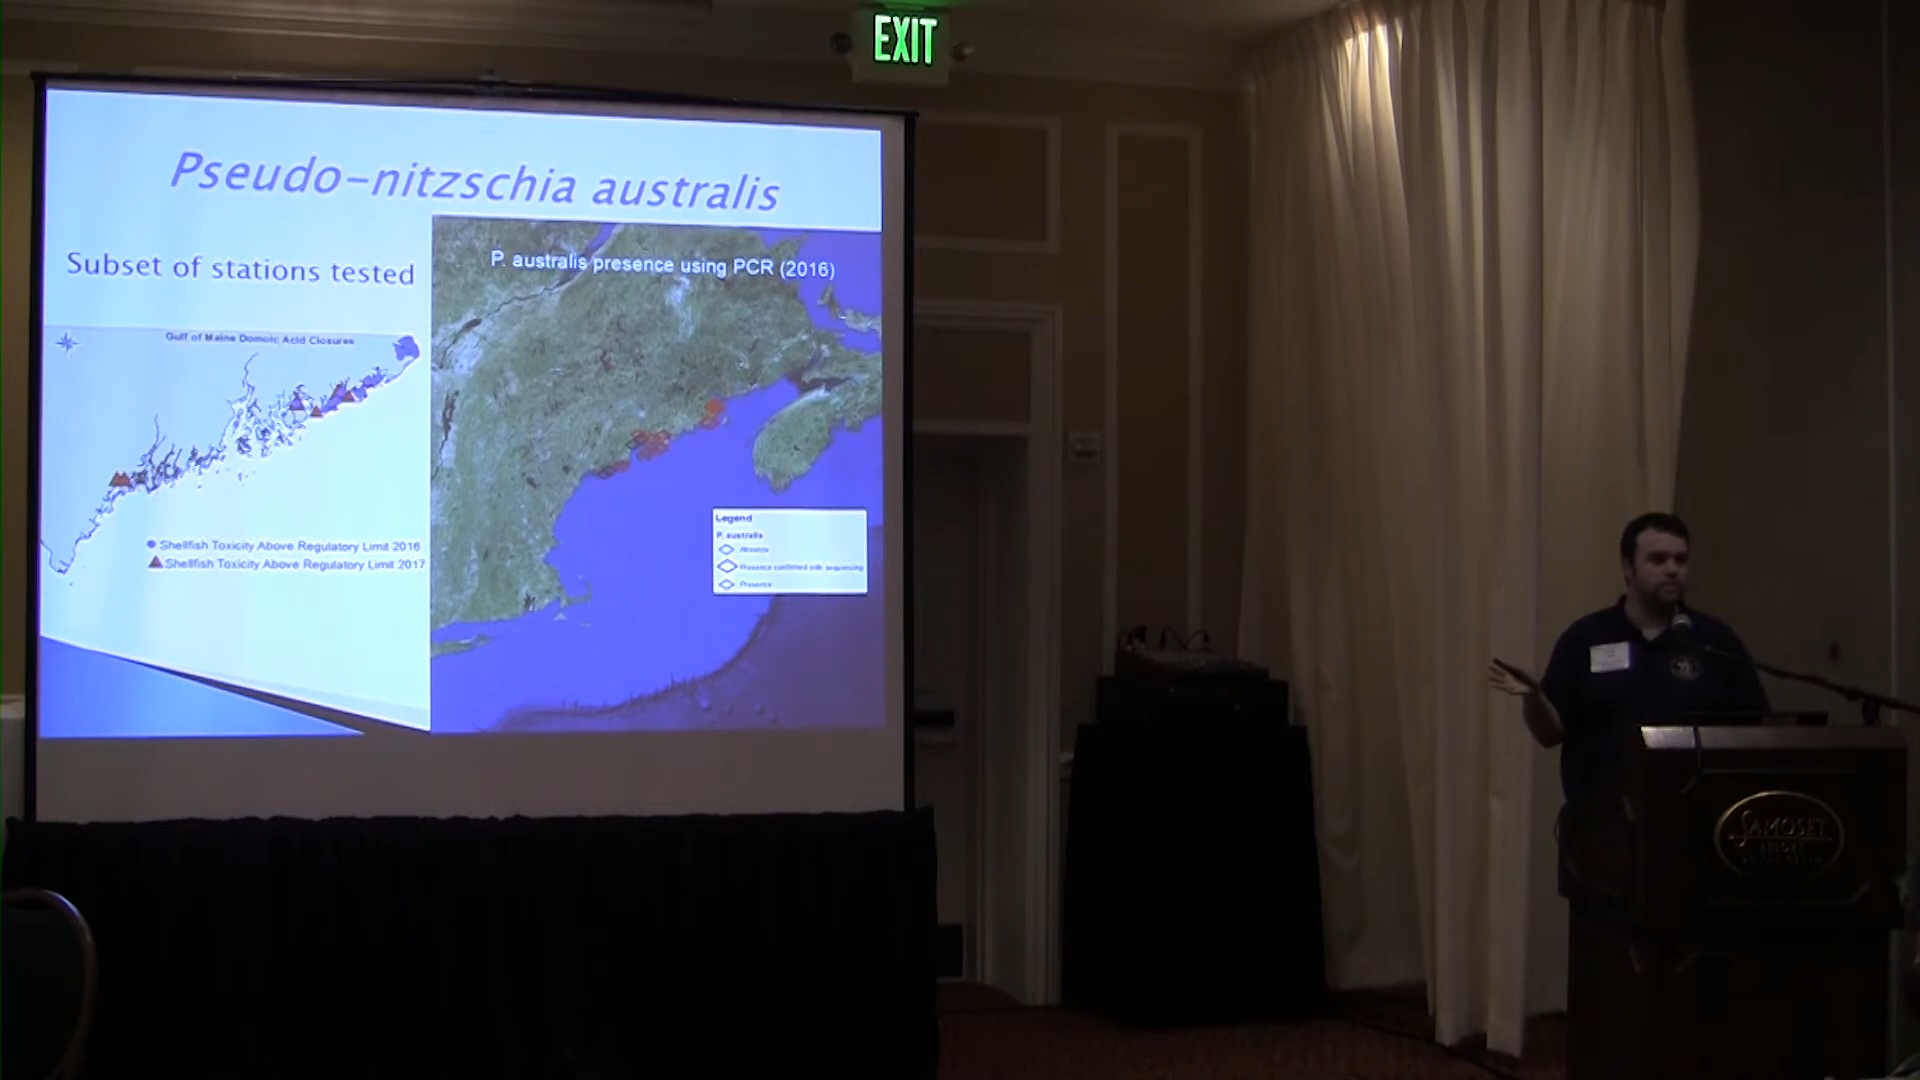 EXIT
Pseudo-nitzschia australis
Subset of stations tested
Gulf of Maine Domoic Acid Closures
Shellfish Toxicity Above Regulatory Limit 2016
Shellfish Toxicity Above Regulatory Limit 2017
P. australis presence using PCR (2016)
Legend
P. australis
Absence
Presence confirmed with sequencing
Presence
SAMOSET
RESORT